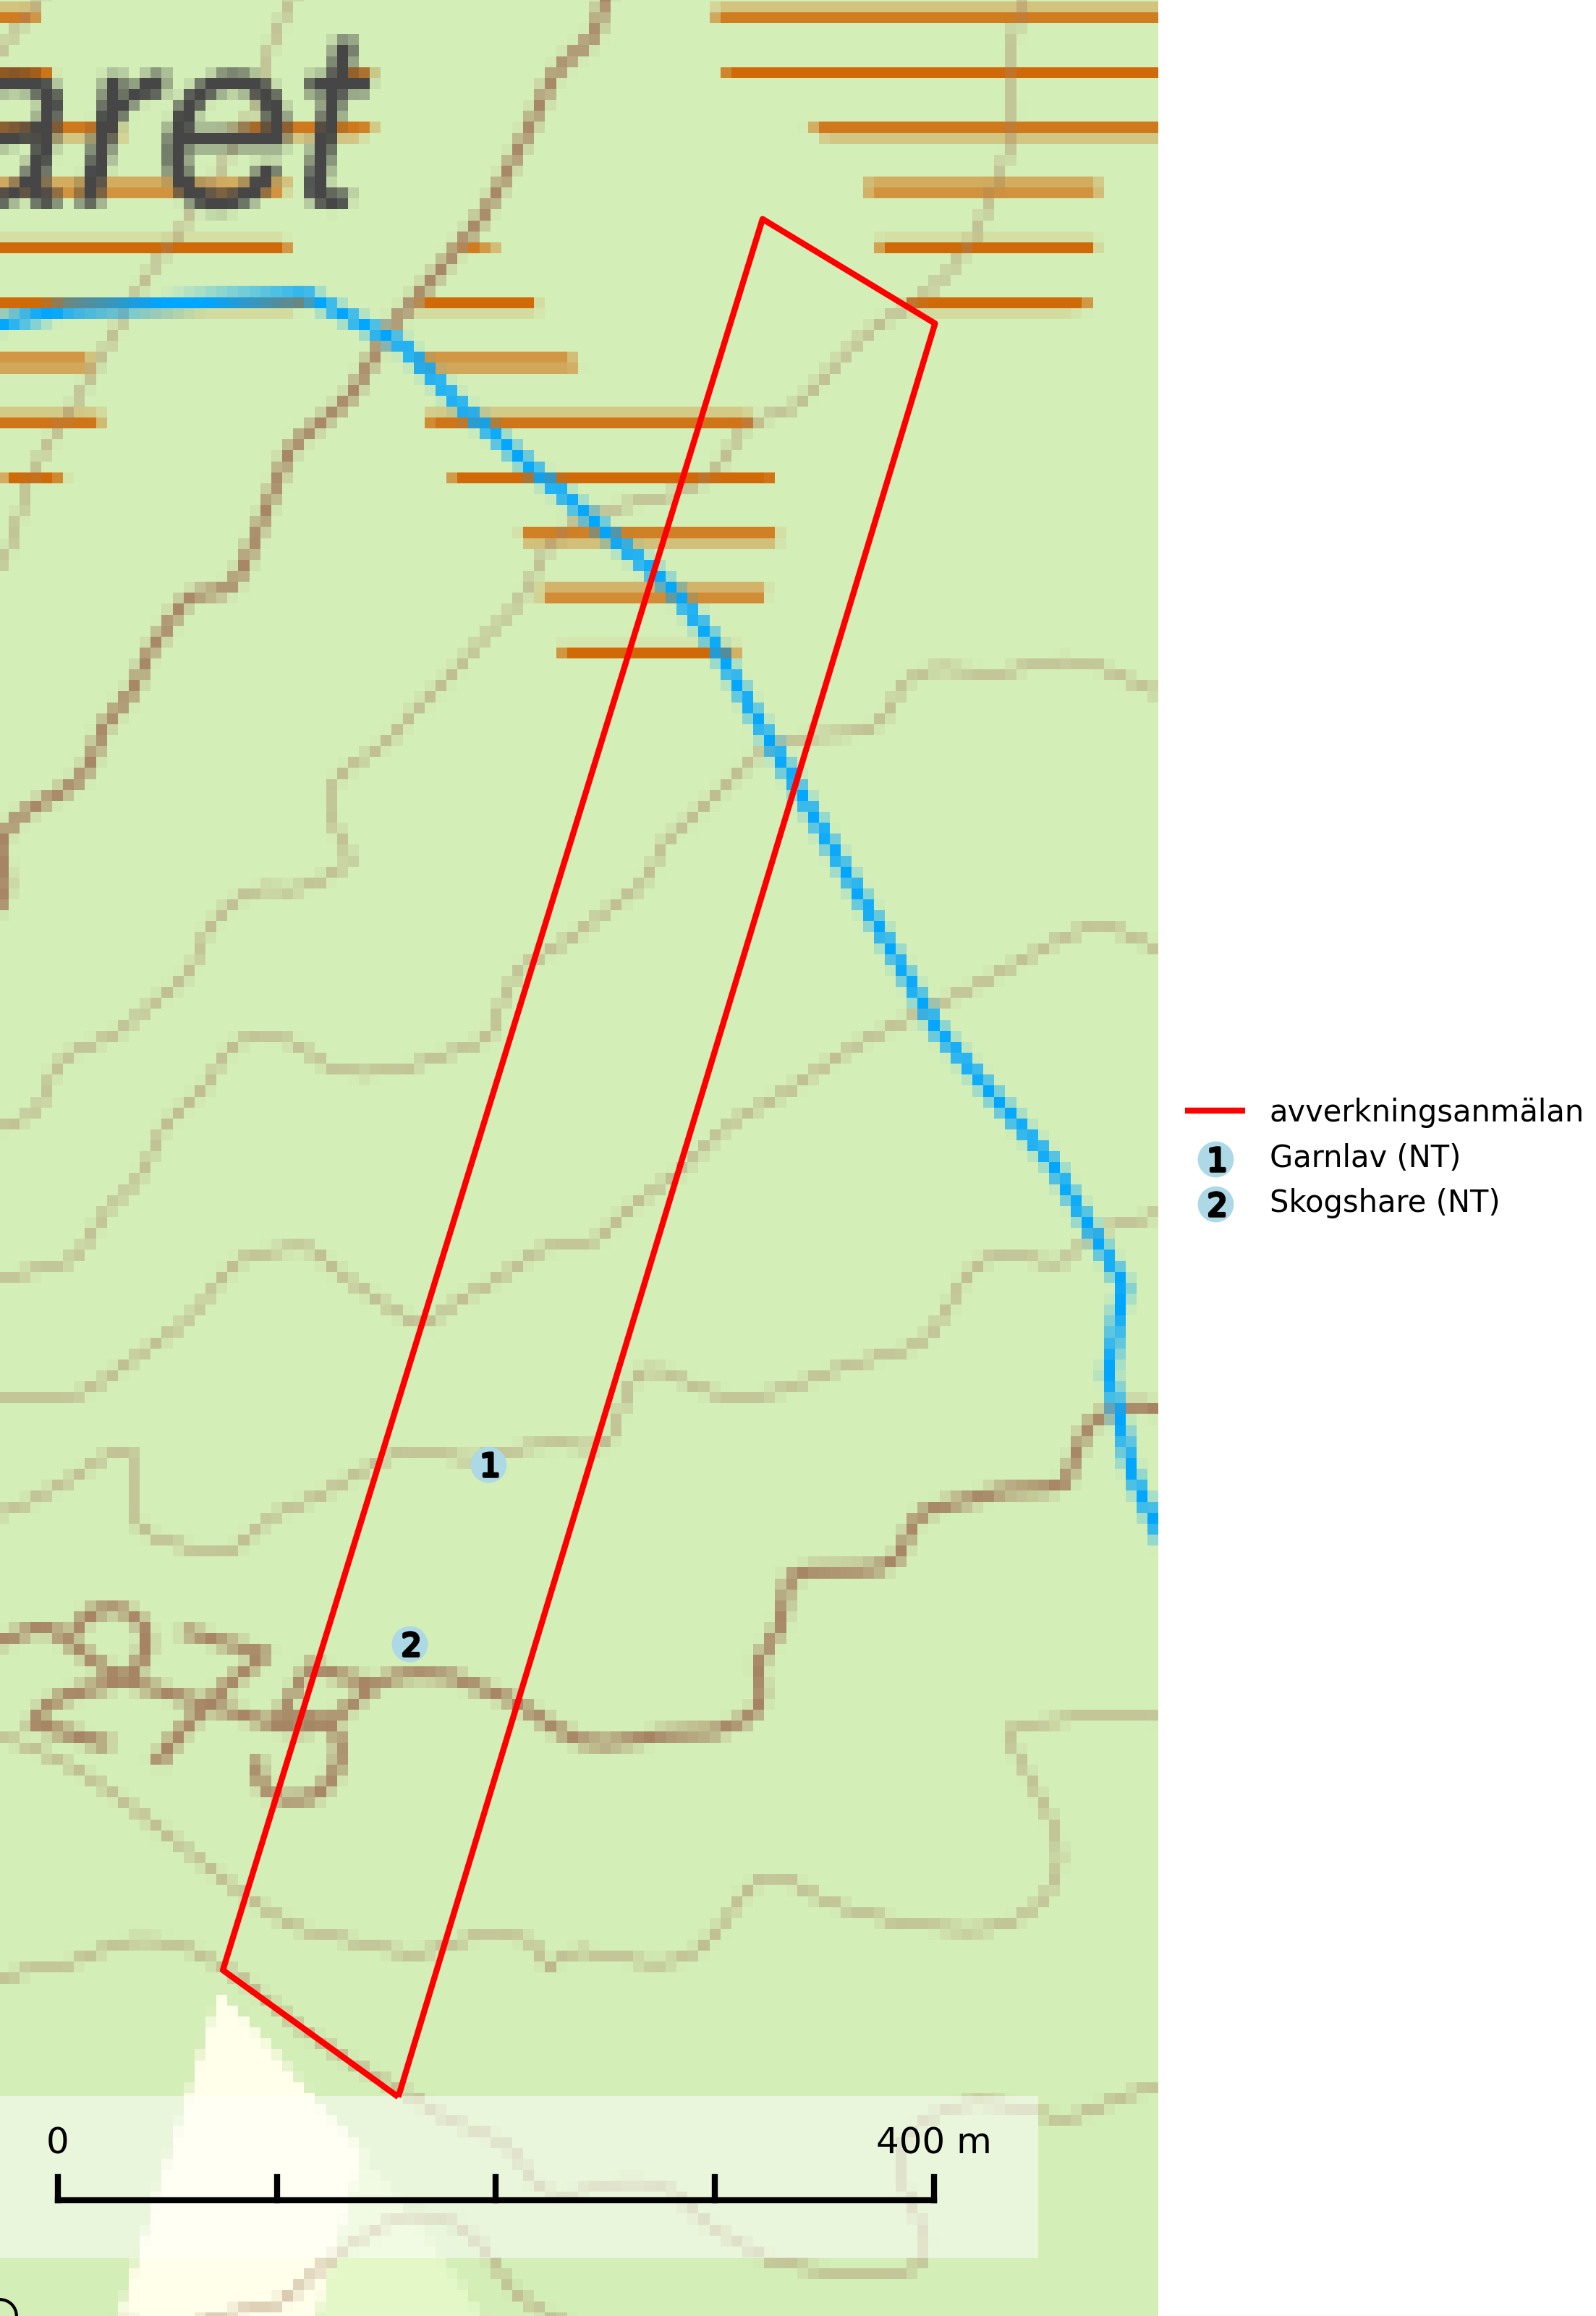 aret
avverkningsanmälan
1 Garnlav (NT)
2 Skogshare (NT)
1
2
0 400 m